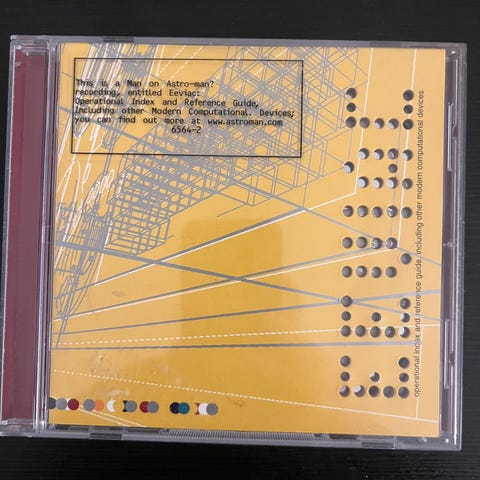 This is a Man or Astro-man?
recording, entitled Eeviac:
Operational Index and Reference Guide,
Including other Modern Computational. Devices;
you can find out more at www.astroman.com
6564-2
operational index and reference guide, including other modern computational devices